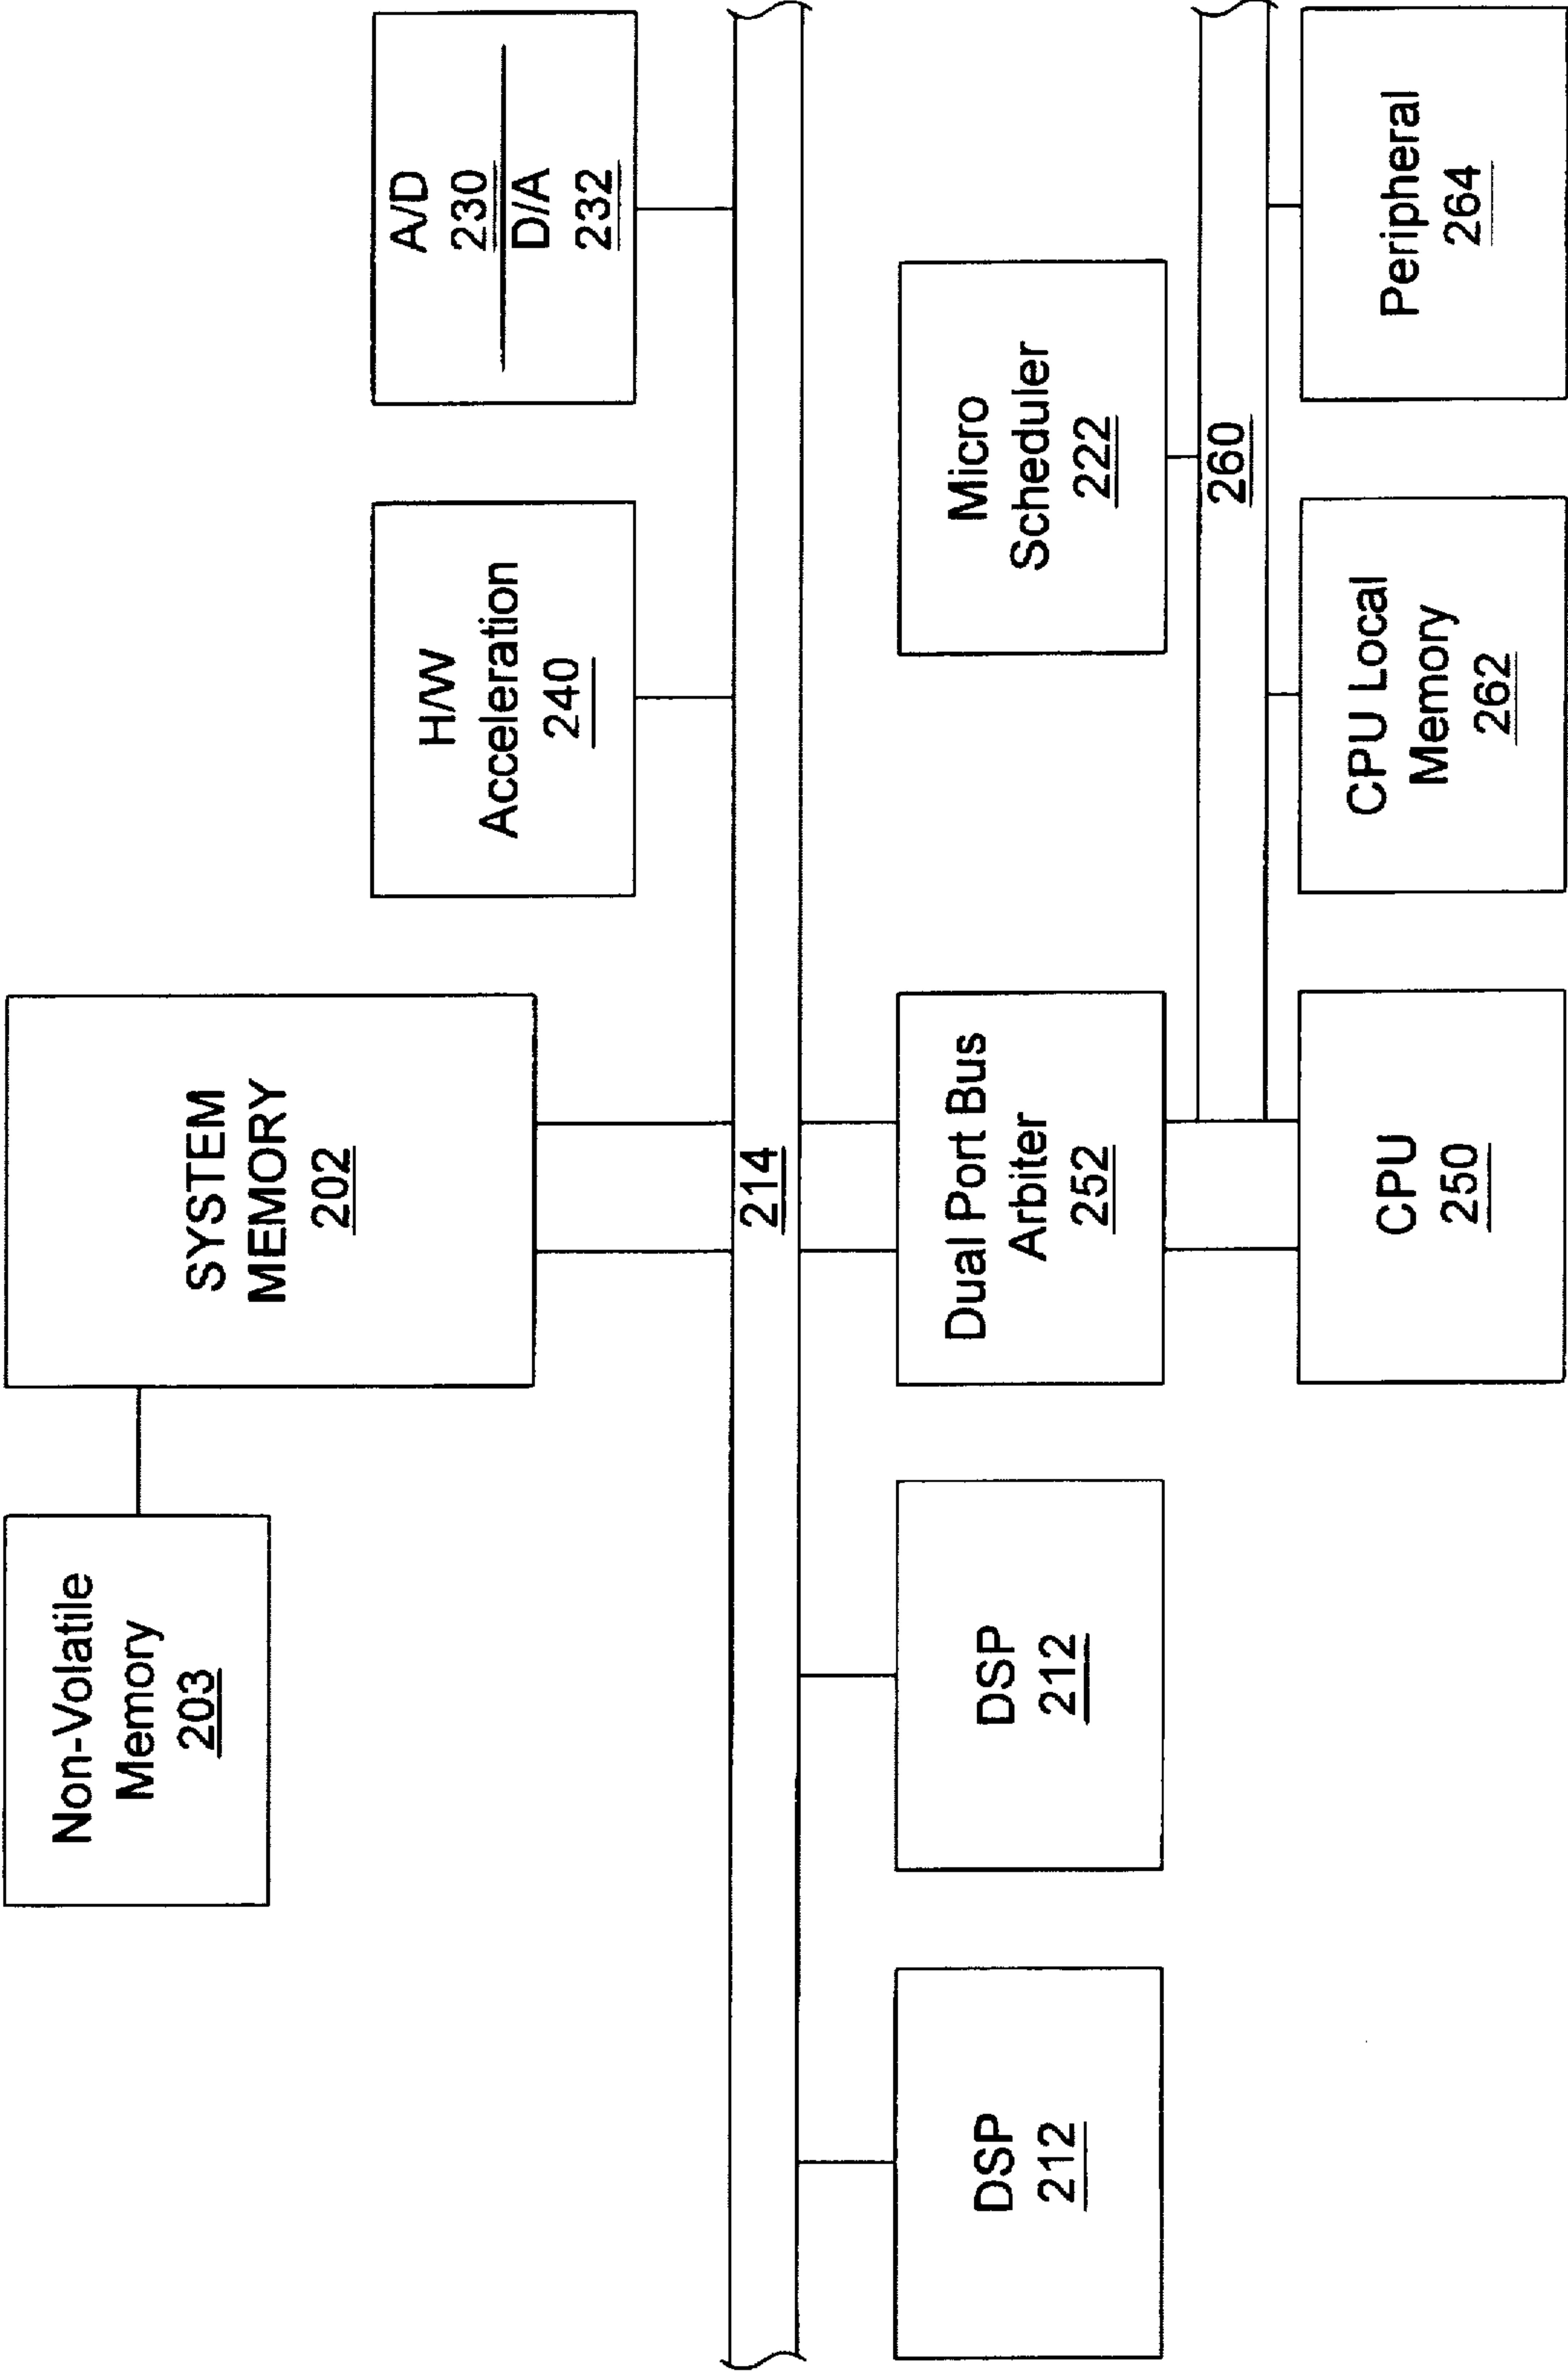 Non-Volatile
Memory
203
SYSTEM
MEMORY
202
H/W
Acceleration
240
A/D
230
D/A
232
214
DSP
212
DSP
212
Dual Port Bus
Arbiter
252
Micro
Scheduler
222
260
CPU
250
CPU Local
Memory
262
Peripheral
264